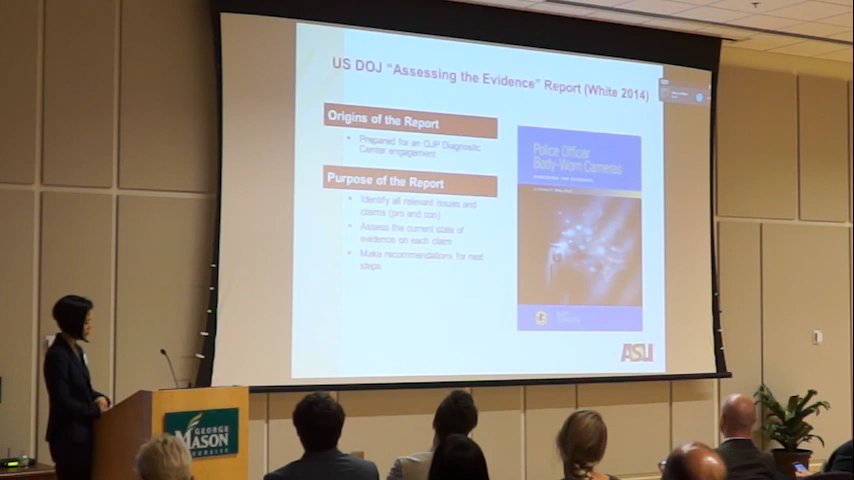 US DOJ "Assessing the Evidence" Report (White 2014)
Origins of the Report
• Prepared for an OJP Diagnostic
Center engagement
Purpose of the Report
• Identify all relevant issues and
claims (pro and con)
• Assess the current state of
evidence on each claim
• Make recommendations for next
steps
Police Officer
Body-Worn Cameras
ASU
GEORGE
MASON
UNIVERSITY